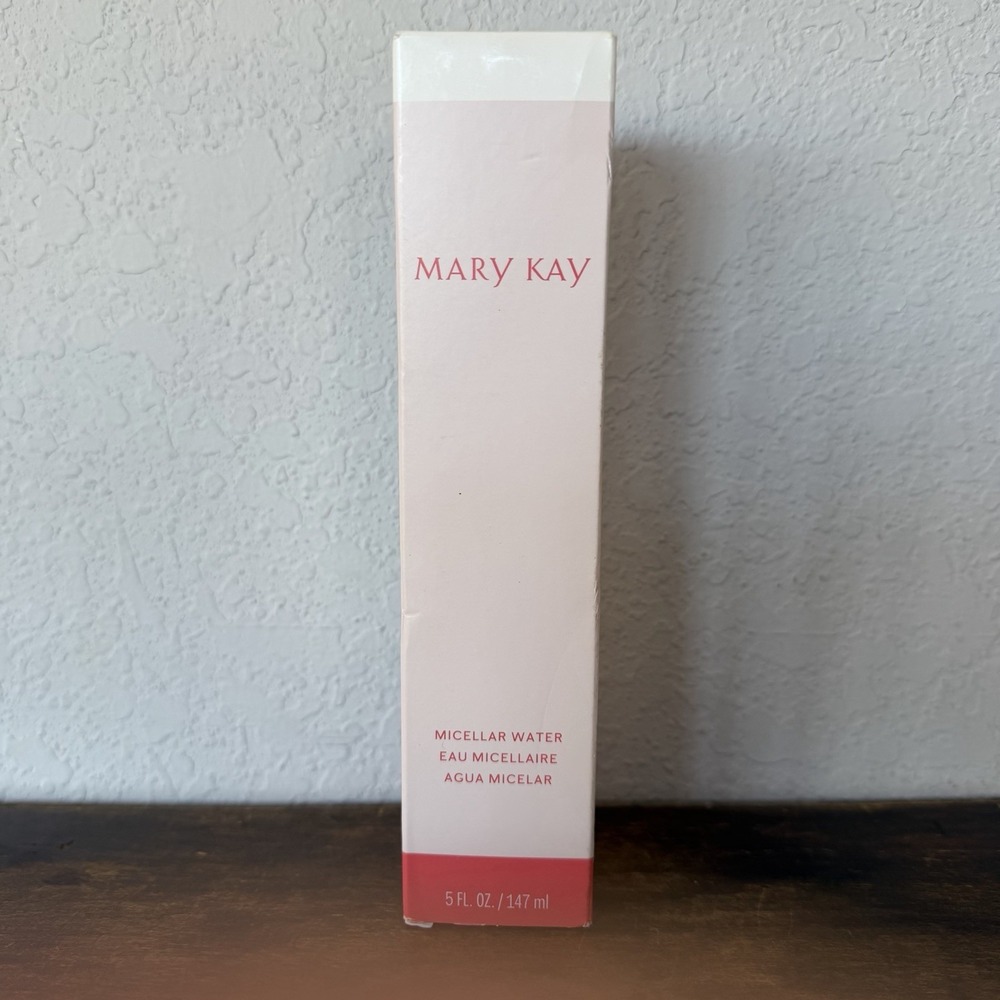 MARY KAY
MICELLAR WATER
EAU MICELLAIRE
AGUA MICELAR
5 FL. OZ. / 147 ml